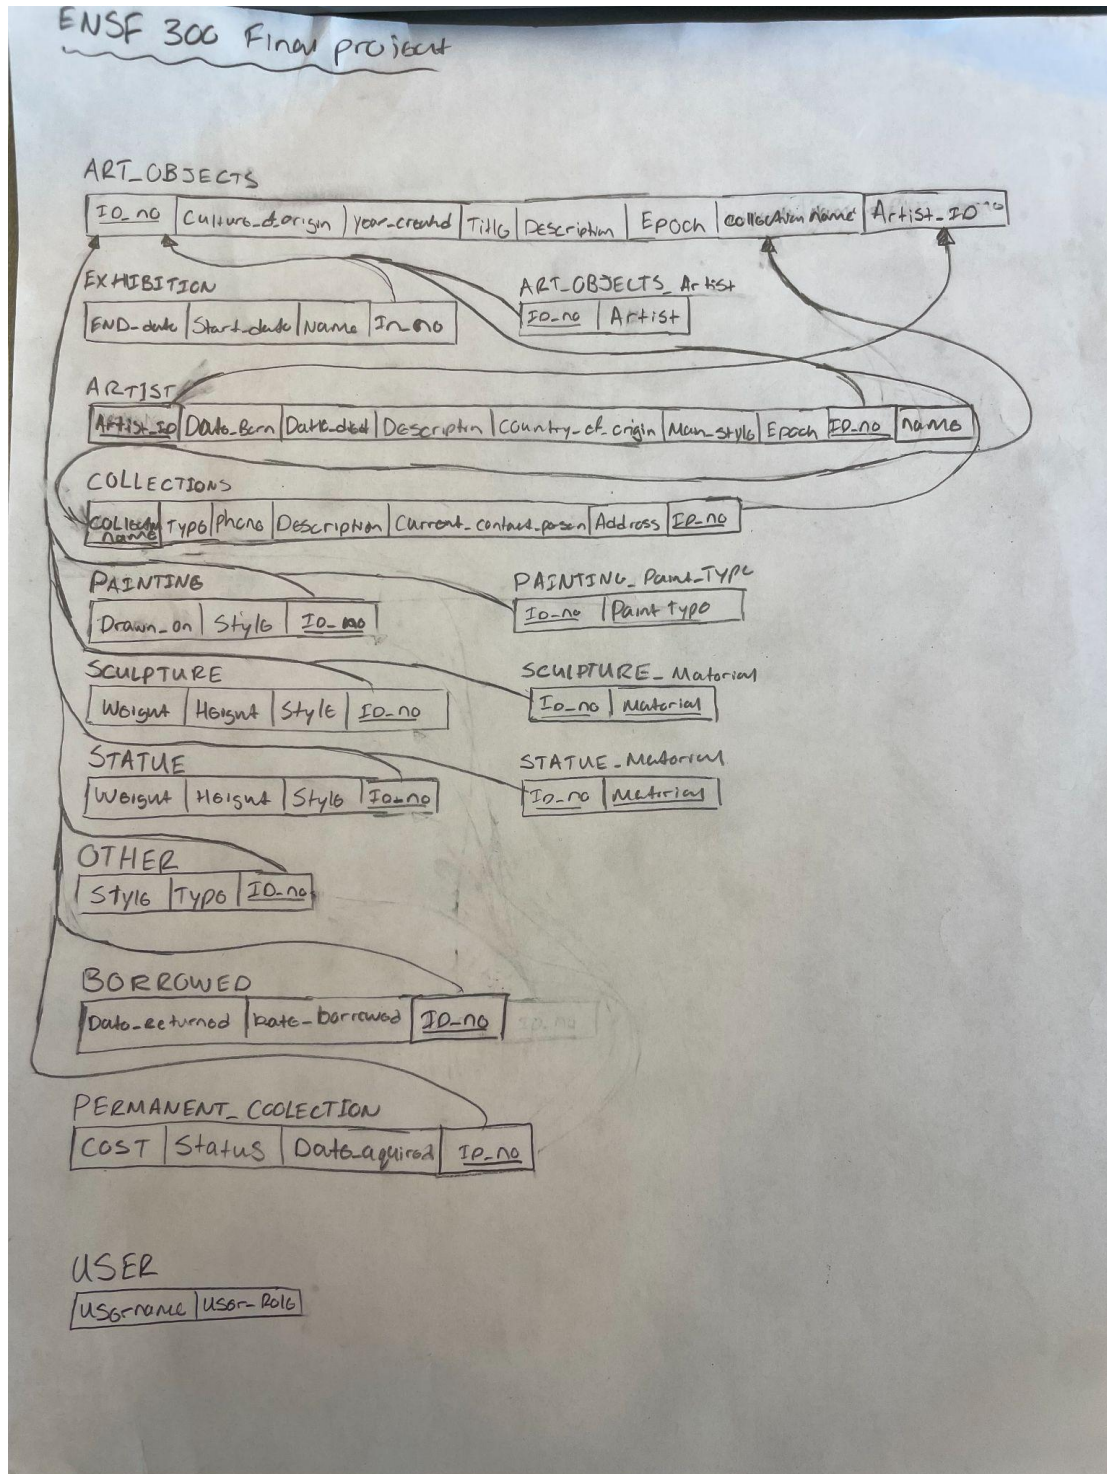 ENSF 300 Final project
ART_OBJECTS
ID_no Culture_of_origin year_created Title Description Epoch collection name Artist_ID
EXHIBITION
END_date Start_date Name In_no
ART_OBJECTS_Artist
ID_no Artist
ARTIST
Artist_ID Date_Born Date_died Description Country_of_origin Main_style Epoch ID_no name
COLLECTIONS
name Type Phone Description Current_contact_person Address ID_no
PAINTING
Drawn_on Style ID_no
PAINTING_Paint_Type
ID_no Paint type
SCULPTURE
Weight Height Style ID_no
SCULPTURE_Material
ID_no Material
STATUE
Weight Height Style ID_no
STATUE_Material
ID_no Material
OTHER
Style Type ID_no
BORROWED
Date_Returned Date_borrowed ID_no ID_no
PERMANENT_COOLECTION
COST Status Date_aquired ID_no
USER
Username User_Role